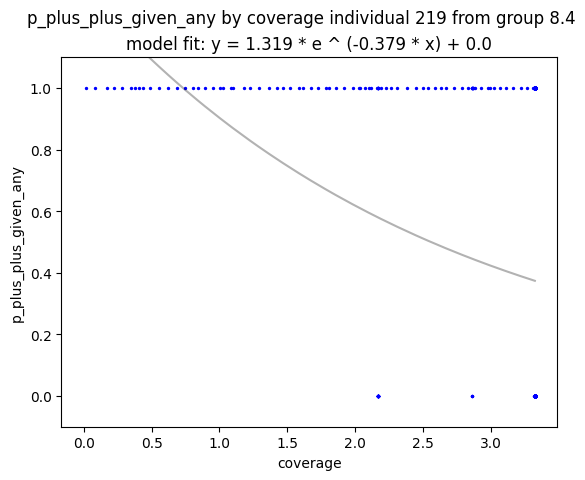 p_plus_plus_given_any by coverage individual 219 from group 8.4
model fit: y = 1.319 * e ^ (-0.379 * x) + 0.0
1.0
0.8
0.6
0.4
0.2
0.0
p_plus_plus_given_any
0.0 0.5 1.0 1.5 2.0 2.5 3.0
coverage